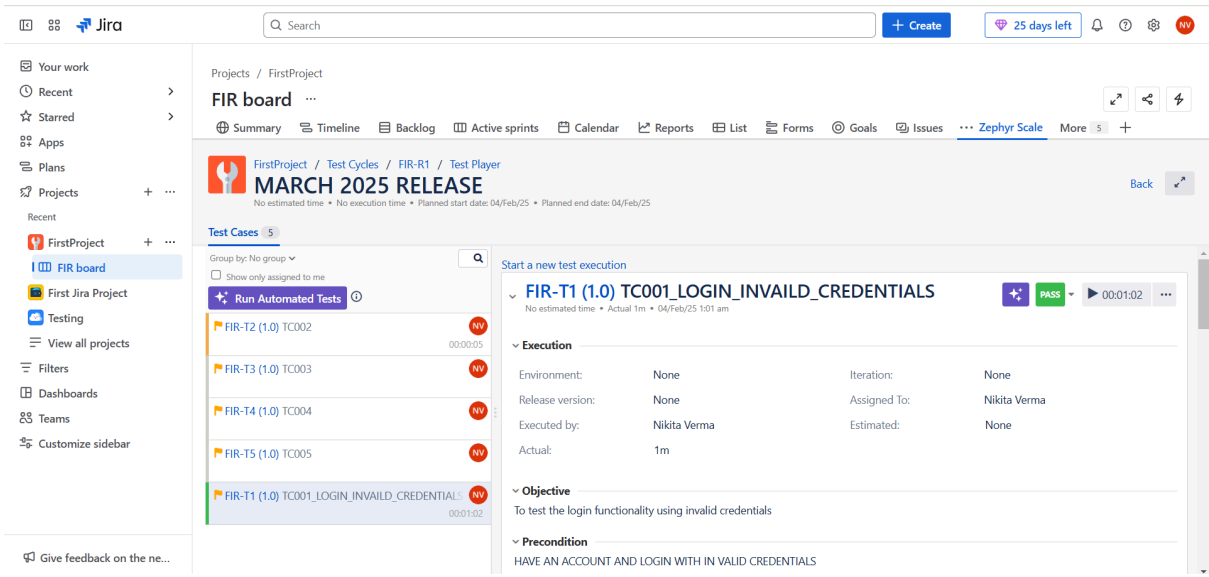 Jira
Search
+ Create
25 days left
NV
Your work
Recent
Starred
Apps
Plans
Projects
Recent
FirstProject
FIR board
First Jira Project
Testing
View all projects
Filters
Dashboards
Teams
Customize sidebar
Give feedback on the ne...
Projects / FirstProject
FIR board ...
Summary Timeline Backlog Active sprints Calendar Reports List Forms Goals Issues Zephyr Scale More 5 +
FirstProject / Test Cycles / FIR-R1 / Test Player
MARCH 2025 RELEASE
No estimated time • No execution time • Planned start date: 04/Feb/25 • Planned end date: 04/Feb/25
Back
Test Cases 5
Group by: No group
Show only assigned to me
Run Automated Tests
FIR-T2 (1.0) TC002 NV
00:00:05
FIR-T3 (1.0) TC003 NV
FIR-T4 (1.0) TC004 NV
FIR-T5 (1.0) TC005 NV
FIR-T1 (1.0) TC001_LOGIN_INVAILD_CREDENTIALS NV
00:01:02
Start a new test execution
FIR-T1 (1.0) TC001_LOGIN_INVAILD_CREDENTIALS
PASS 00:01:02 ...
No estimated time • Actual 1m • 04/Feb/25 1:01 am
Execution
Environment: None Iteration: None
Release version: None Assigned To: Nikita Verma
Executed by: Nikita Verma Estimated: None
Actual: 1m
Objective
To test the login functionality using invalid credentials
Precondition
HAVE AN ACCOUNT AND LOGIN WITH IN VALID CREDENTIALS